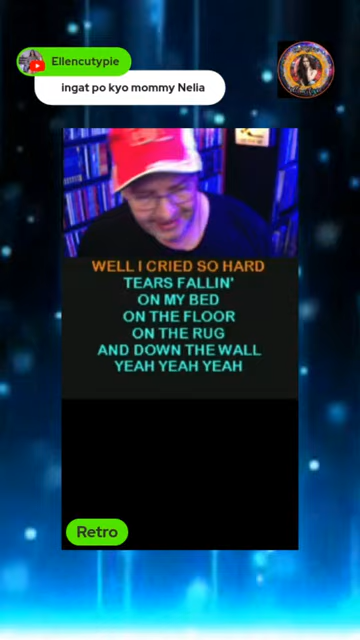 Ellencutypie
ingat po kyo mommy Nelia
WELL I CRIED SO HARD
TEARS FALLIN'
ON MY BED
ON THE FLOOR
ON THE RUG
AND DOWN THE WALL
YEAH YEAH YEAH
Retro